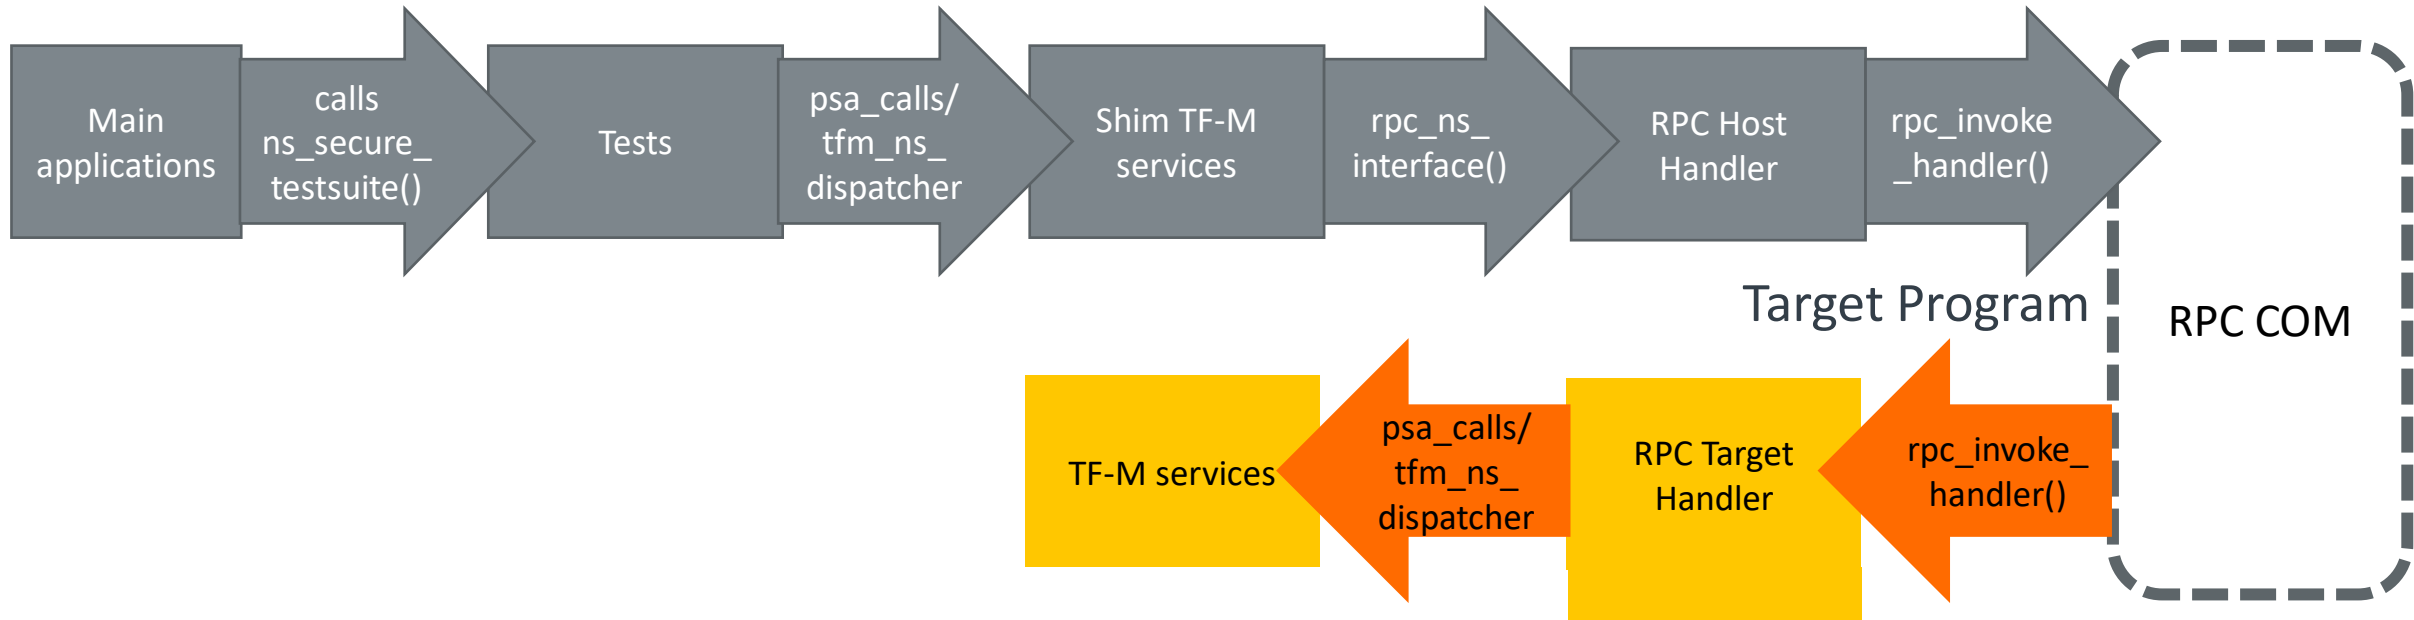 Main
applications
calls
ns_secure_
testsuite()
Tests
psa_calls/
tfm_ns_
dispatcher
Shim TF-M
services
rpc_ns_
interface()
RPC Host
Handler
rpc_invoke
_handler()
Target Program
RPC COM
TF-M services
psa_calls/
tfm_ns_
dispatcher
RPC Target
Handler
rpc_invoke_
handler()